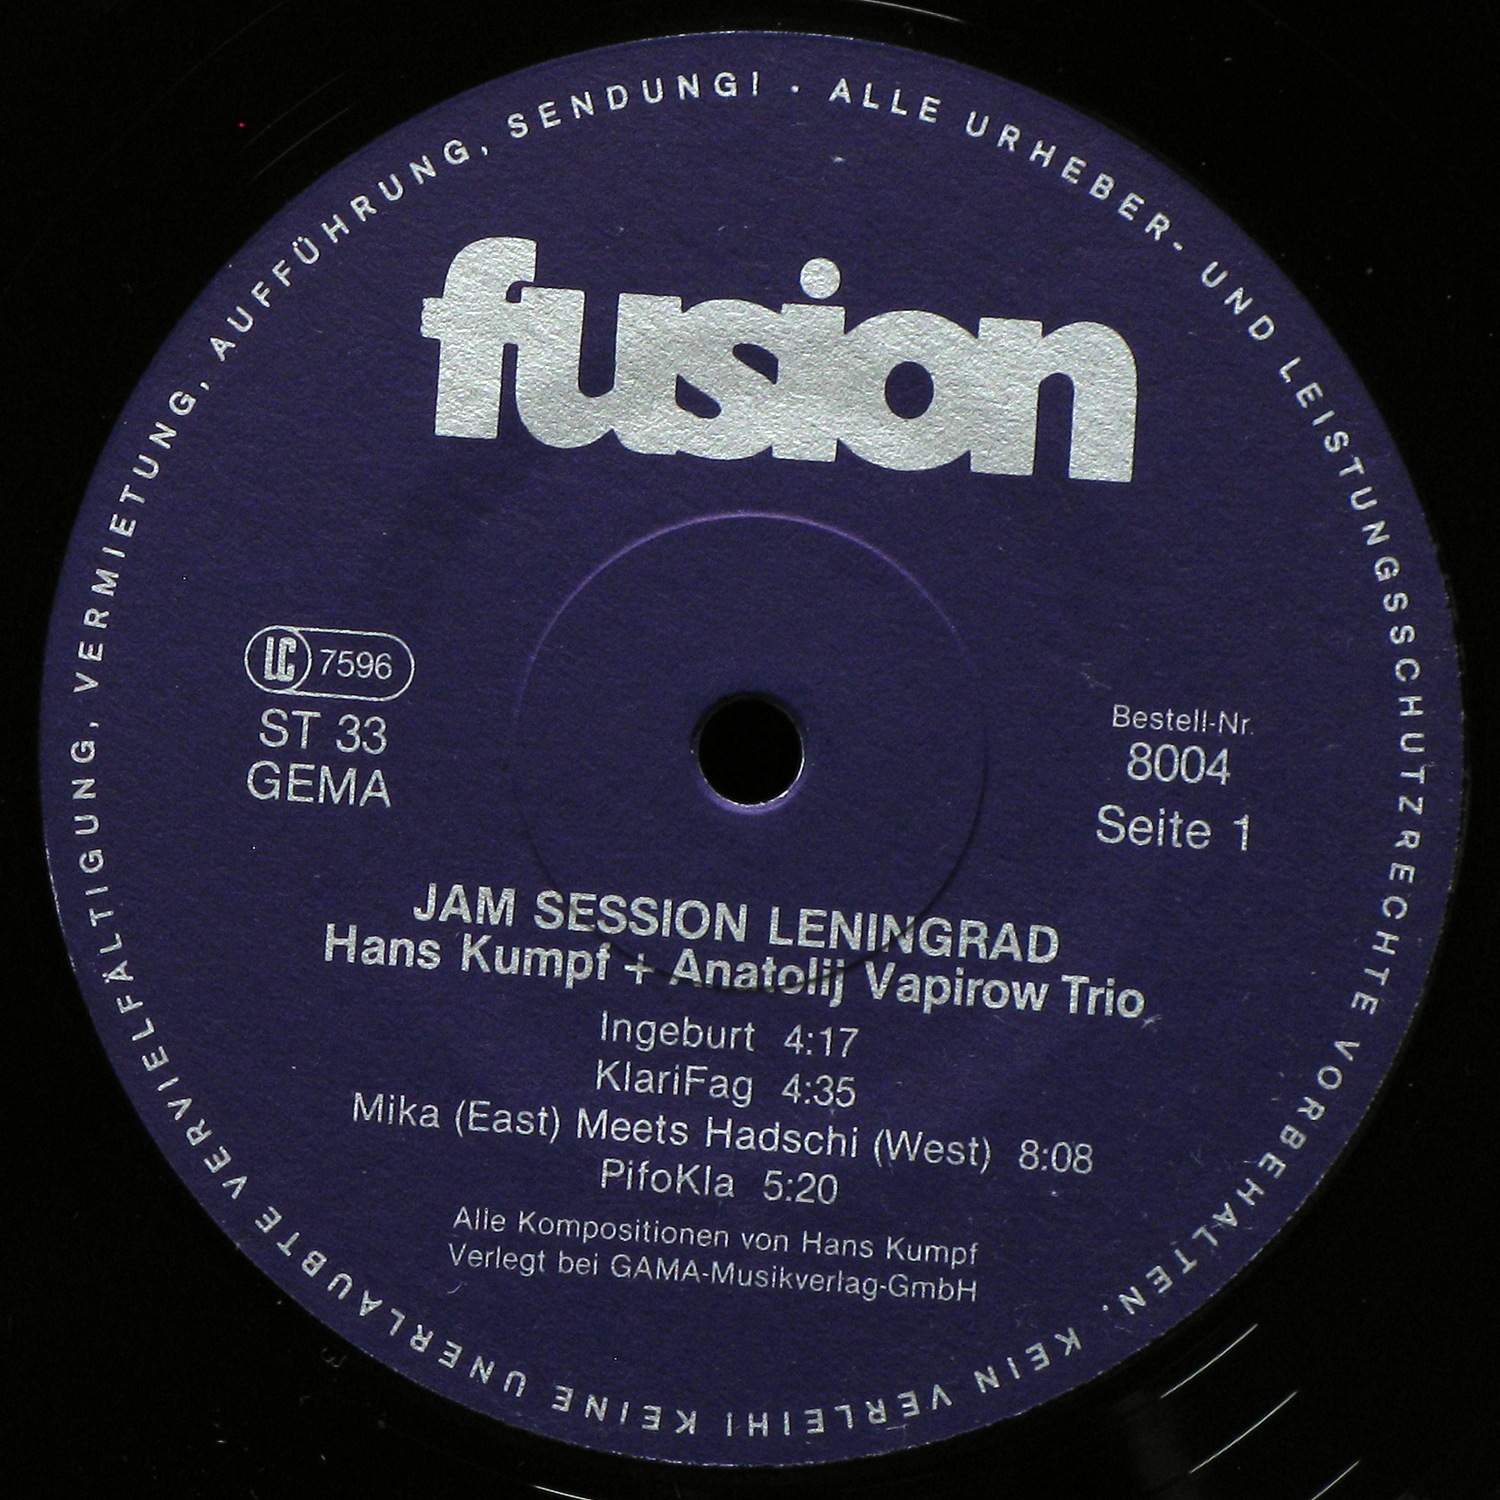 ALLE URHEBER- UND LEISTUNGSSCHUTZRECHTE VORBEHALTEN. KEIN VERLEIH! KEINE UNERLAUBTE VERVIELFÄLTIGUNG, VERMIETUNG, AUFFÜHRUNG, SENDUNG! ·
fusion
LC 7596
ST 33
GEMA
Bestell-Nr.
8004
Seite 1
JAM SESSION LENINGRAD
Hans Kumpf + Anatolij Vapirow Trio
Ingeburt 4:17
KlariFag 4:35
Mika (East) Meets Hadschi (West) 8:08
PifoKla 5:20
Alle Kompositionen von Hans Kumpf
Verlegt bei GAMA-Musikverlag-GmbH